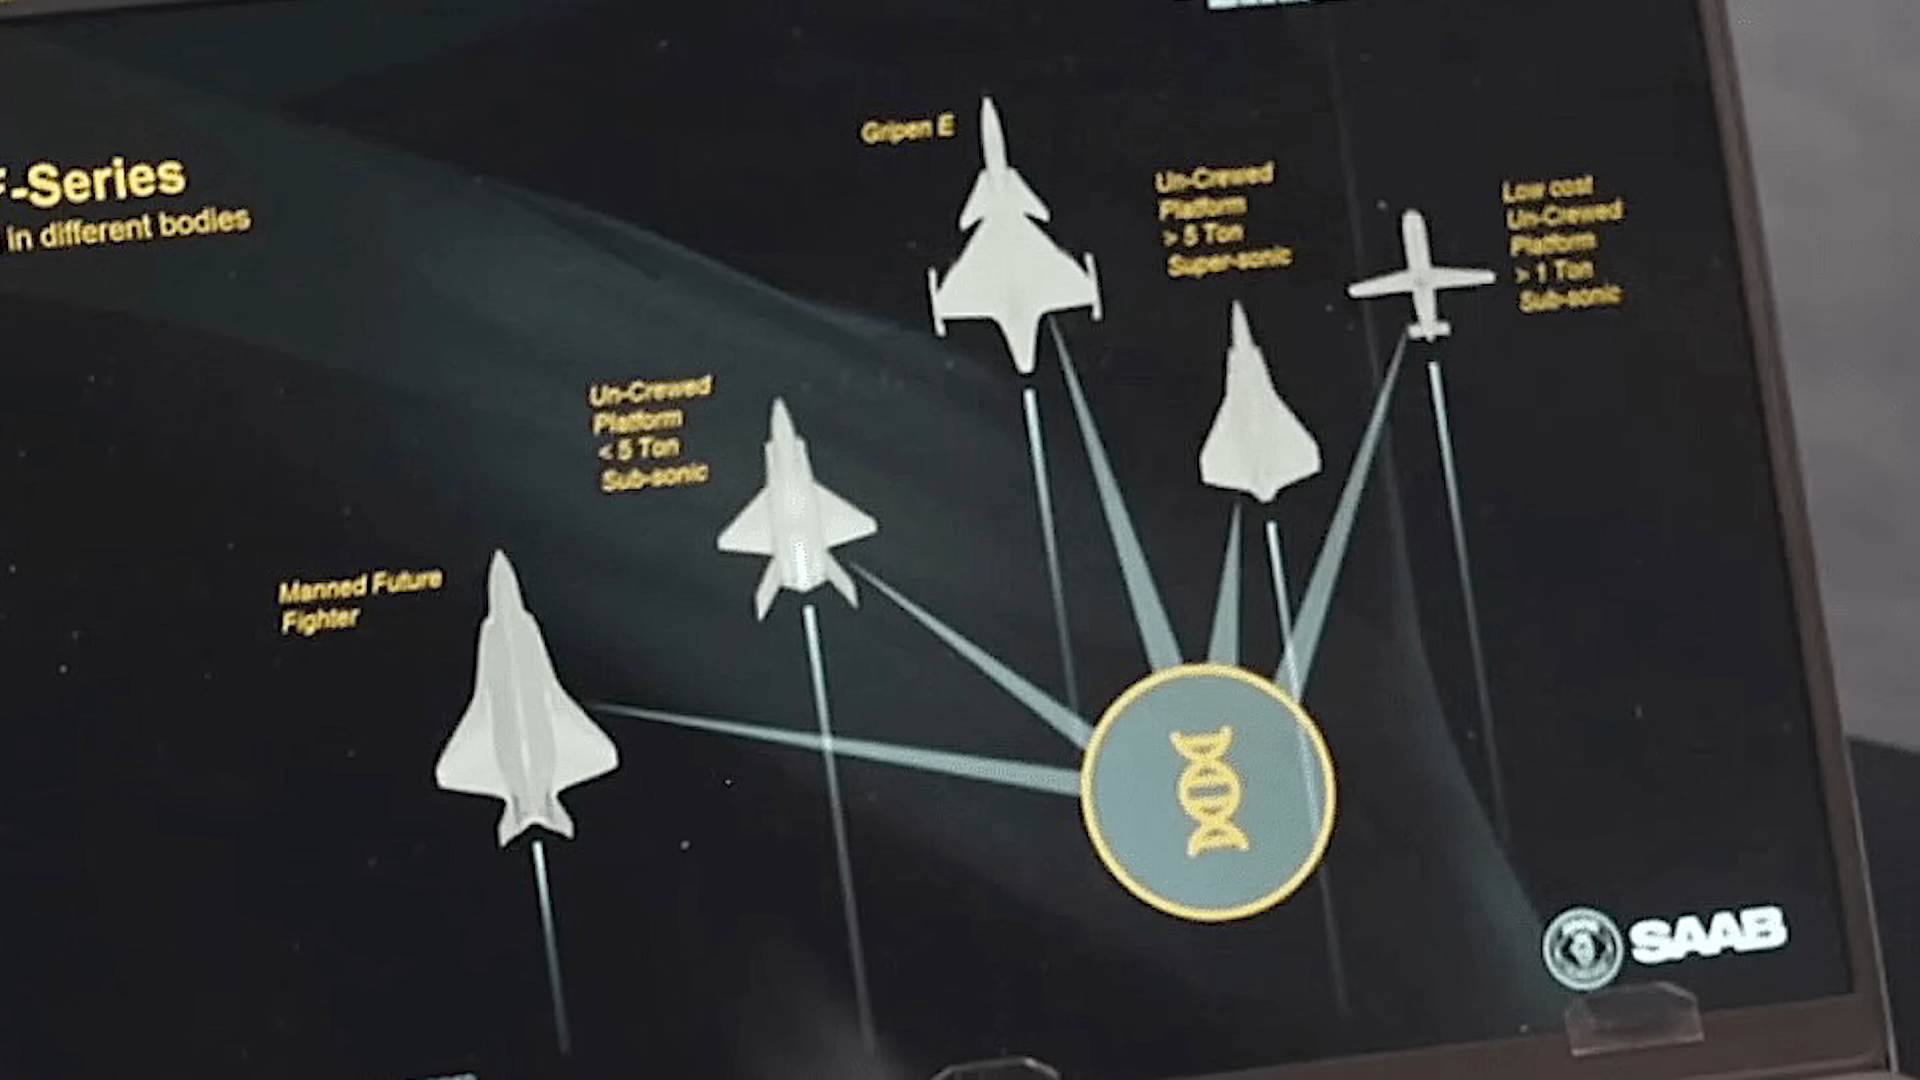 F-Series
in different bodies
Gripen E
Un-Crewed
Platform
> 5 Ton
Super-sonic
Low cost
Un-Crewed
Platform
> 1 Ton
Sub-sonic
Un-Crewed
Platform
< 5 Ton
Sub-sonic
Manned Future
Fighter
SAAB